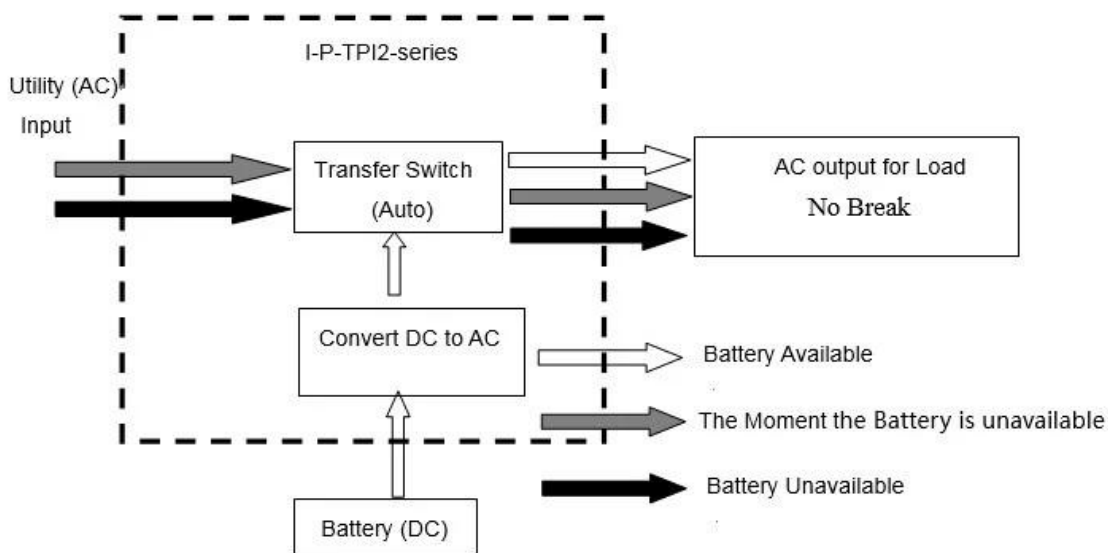 I-P-TPI2-series
Utility (AC)
Input
Transfer Switch
(Auto)
AC output for Load
No Break
Convert DC to AC
Battery Available
The Moment the Battery is unavailable
Battery Unavailable
Battery (DC)